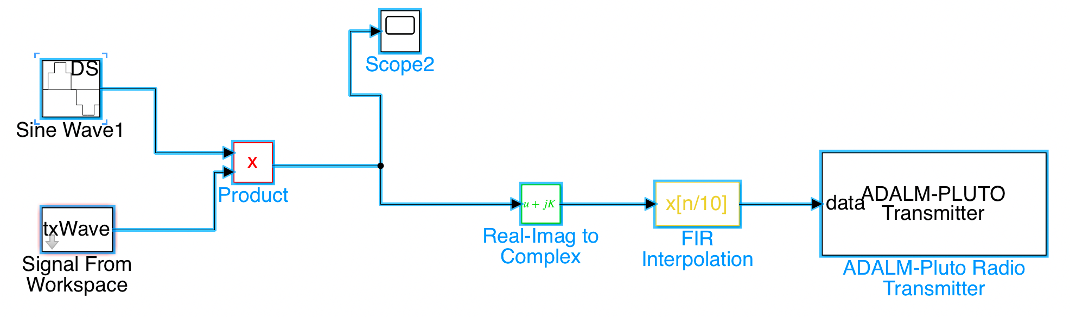 DS
Sine Wave1
txWave
Signal From
Workspace
x
Product
Scope2
u + jK
Real-Imag to
Complex
x[n/10]
FIR
Interpolation
data
ADALM-PLUTO
Transmitter
ADALM-Pluto Radio
Transmitter